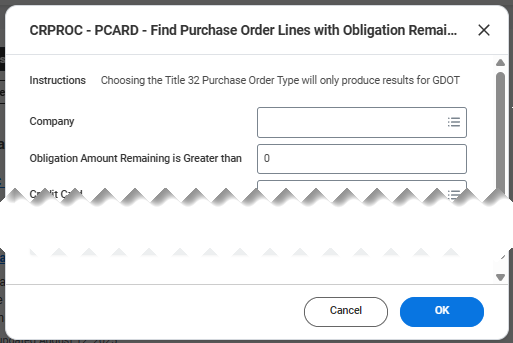 CRPROC - PCARD - Find Purchase Order Lines with Obligation Remai...
Instructions Choosing the Title 32 Purchase Order Type will only produce results for GDOT
Company
Obligation Amount Remaining is Greater than 0
Credit Card
Cancel OK